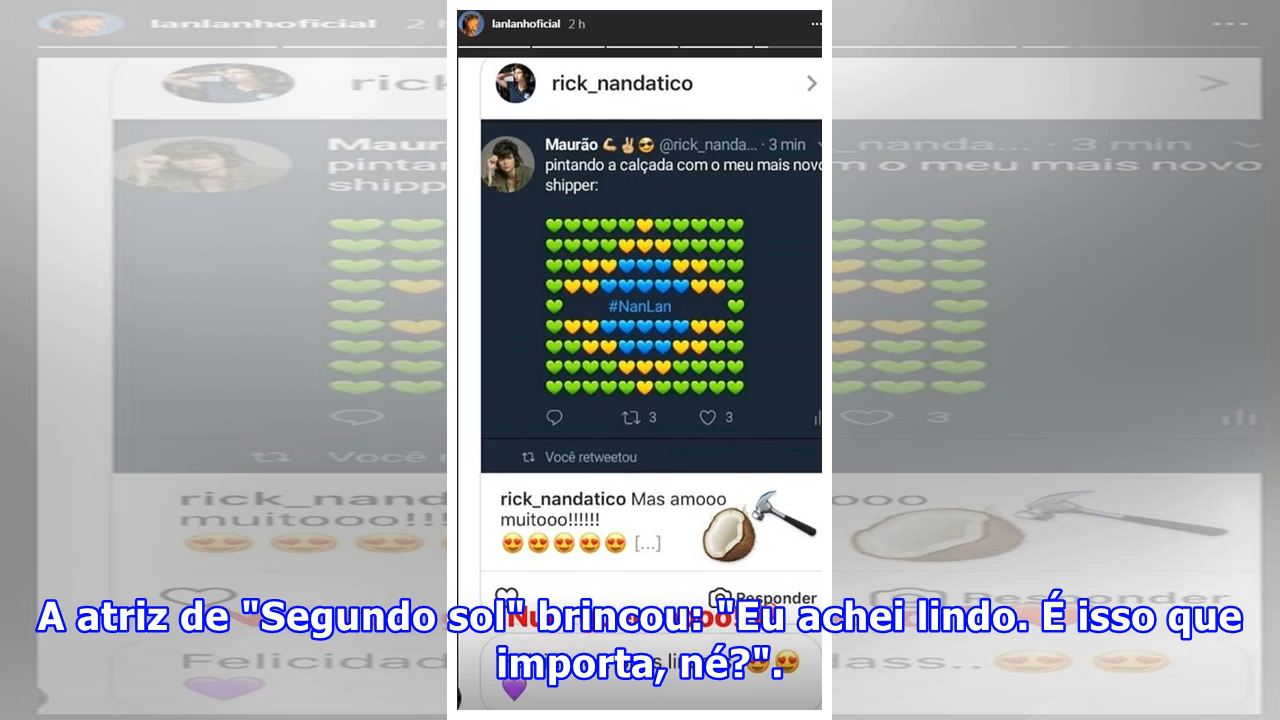 lanlanhoficial 2 h
rick_nandatico
Maurão 💪✌😎 @rick_nanda... · 3 min
pintando a calçada com o meu mais novo
shipper:
💚💚💚💚💚💛💚💚💚💚💚
💚💚💚💚💛💛💛💚💚💚💚
💚💚💛💛💙💙💙💛💛💚💚
💚💛💛💙💙💙💙💙💛💛💚
💚 #NanLan 💚
💚💛💛💙💙💙💙💙💛💛💚
💚💚💛💛💙💙💙💛💛💚💚
💚💚💚💚💛💛💛💚💚💚💚
💚💚💚💚💚💛💚💚💚💚💚
3 3
Você retweetou
rick_nandatico Mas amooo
muitooo!!!!!!
😍😍😍😍😍 [...]
Responder
A atriz de "Segundo sol" brincou: "Eu achei lindo. É isso que
importa, né?".